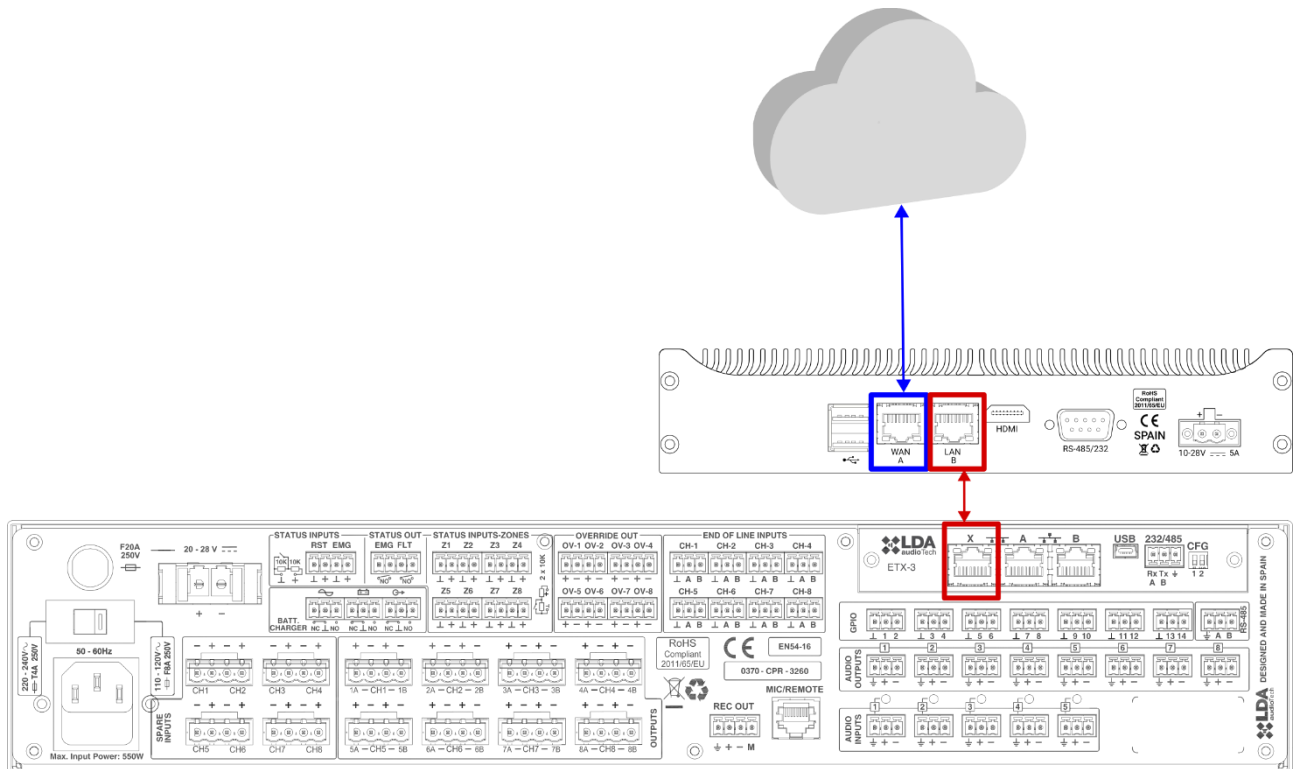 WAN
A
LAN
B
HDMI
RS-485/232
RoHS
Compliant
2011/65/EU
CE
SPAIN
+ -
10-28V 5A
F20A
250V
20 - 28 V
+ -
50 - 60Hz
220 - 240V
T4A 250V
110 - 120V
F8A 250V
Max. Input Power: 550W
STATUS INPUTS
RST EMG
10K 10K
⊥ + ⊥ +
STATUS OUT
EMG FLT
NO NO
STATUS INPUTS-ZONES
Z1 Z2 Z3 Z4
⊥ + ⊥ + ⊥ + ⊥ +
Z5 Z6 Z7 Z8
⊥ + ⊥ + ⊥ + ⊥ +
2 x 10K
BATT.
CHARGER
NC ⊥ NO NC ⊥ NO NC ⊥ NO
OVERRIDE OUT
OV-1 OV-2 OV-3 OV-4
+ - + - + - + -
OV-5 OV-6 OV-7 OV-8
+ - + - + - + -
END OF LINE INPUTS
CH-1 CH-2 CH-3 CH-4
⊥ A B ⊥ A B ⊥ A B ⊥ A B
CH-5 CH-6 CH-7 CH-8
⊥ A B ⊥ A B ⊥ A B ⊥ A B
LDA
audioTech
ETX-3
X A B
USB
232/485
Rx Tx
A B
CFG
1 2
GPIO
⊥ 1 2 ⊥ 3 4 ⊥ 5 6 ⊥ 7 8 ⊥ 9 10 ⊥ 11 12 ⊥ 13 14
A B
RS-485
AUDIO
OUTPUTS
1 2 3 4 5 6 7 8
+ - + - + - + - + - + - + - + -
AUDIO
INPUTS
1 2 3 4 5
+ - + - + - + - + -
LDA
audioTech
DESIGNED AND MADE IN SPAIN
SPARE
INPUTS
- + - + - + - +
CH1 CH2 CH3 CH4
- + - + - + - +
CH5 CH6 CH7 CH8
OUTPUTS
- + - + - + - + - + - + - + - +
1A - CH1 - 1B 2A - CH2 - 2B 3A - CH3 - 3B 4A - CH4 - 4B
- + - + - + - + - + - + - + - +
5A - CH5 - 5B 6A - CH6 - 6B 7A - CH7 - 7B 8A - CH8 - 8B
RoHS
Compliant
2011/65/EU
CE
EN54-16
0370 - CPR - 3260
MIC/REMOTE
REC OUT
+ - M